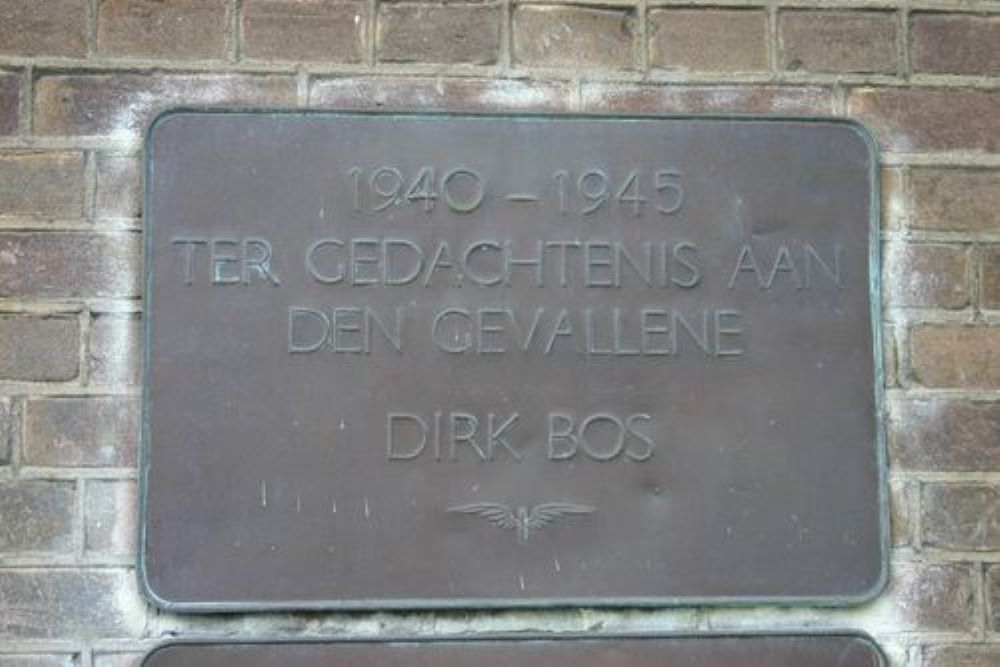 1940 – 1945
TER GEDACHTENIS AAN
DEN GEVALLENE
DIRK BOS